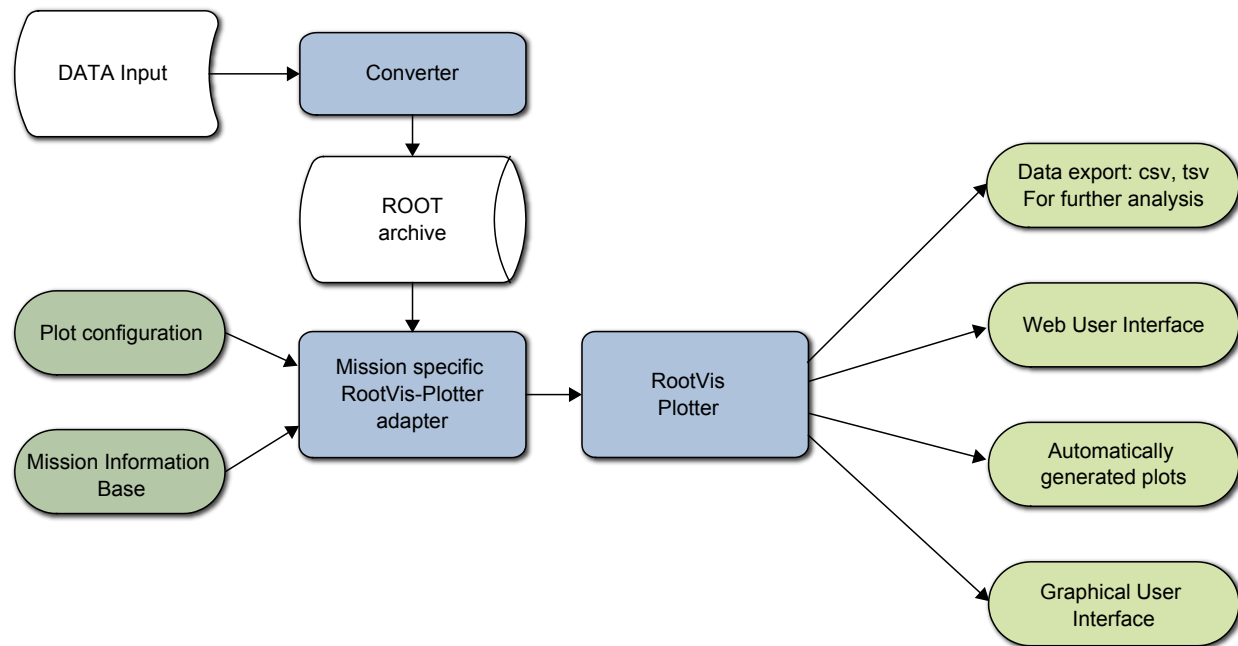 DATA Input
Converter
ROOT
archive
Plot configuration
Mission Information
Base
Mission specific
RootVis-Plotter
adapter
RootVis
Plotter
Data export: csv, tsv
For further analysis
Web User Interface
Automatically
generated plots
Graphical User
Interface